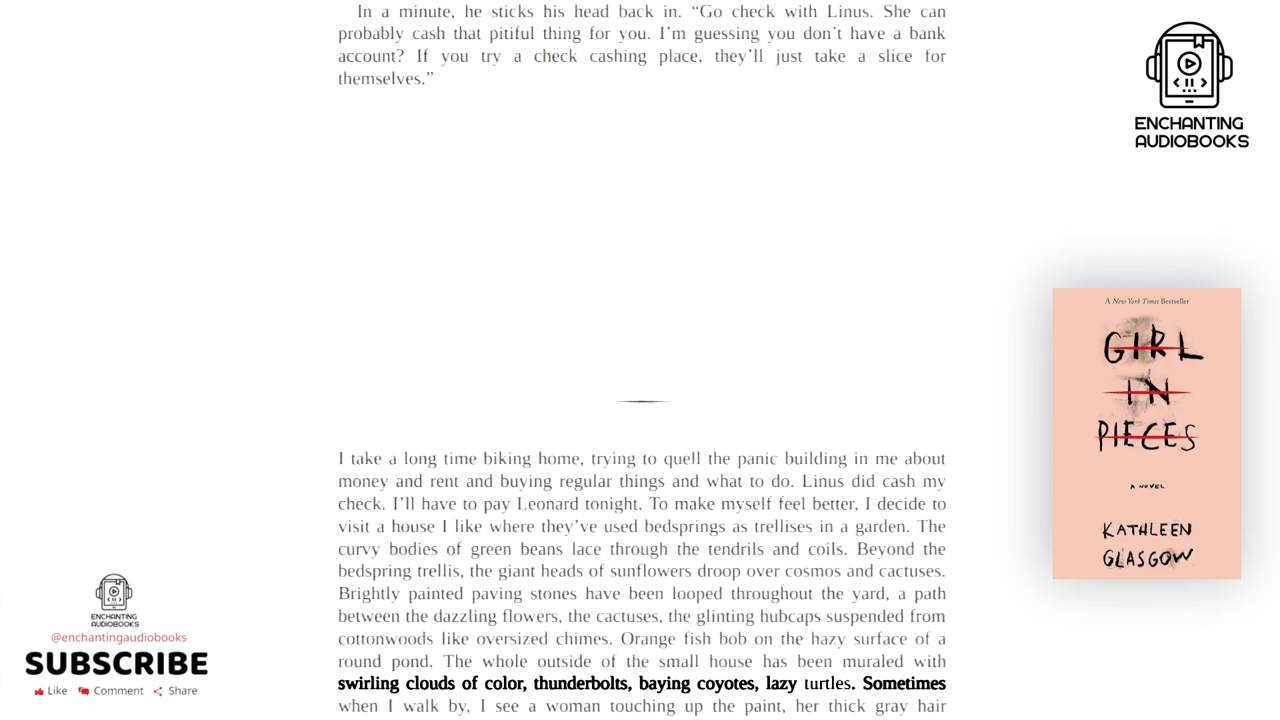 In a minute, he sticks his head back in. “Go check with Linus. She can
probably cash that pitiful thing for you. I’m guessing you don’t have a bank
account? If you try a check cashing place, they’ll just take a slice for
themselves.”
ENCHANTING
AUDIOBOOKS
A New York Times Bestseller
GIRL
IN
PIECES
A NOVEL
KATHLEEN
GLASGOW
I take a long time biking home, trying to quell the panic building in me about
money and rent and buying regular things and what to do. Linus did cash my
check. I’ll have to pay Leonard tonight. To make myself feel better, I decide to
visit a house I like where they’ve used bedsprings as trellises in a garden. The
curvy bodies of green beans lace through the tendrils and coils. Beyond the
bedspring trellis, the giant heads of sunflowers droop over cosmos and cactuses.
Brightly painted paving stones have been looped throughout the yard, a path
between the dazzling flowers, the cactuses, the glinting hubcaps suspended from
cottonwoods like oversized chimes. Orange fish bob on the hazy surface of a
round pond. The whole outside of the small house has been muraled with
swirling clouds of color, thunderbolts, baying coyotes, lazy turtles. Sometimes
when I walk by, I see a woman touching up the paint, her thick gray hair
ENCHANTING
AUDIOBOOKS
@enchantingaudiobooks
SUBSCRIBE
Like Comment Share